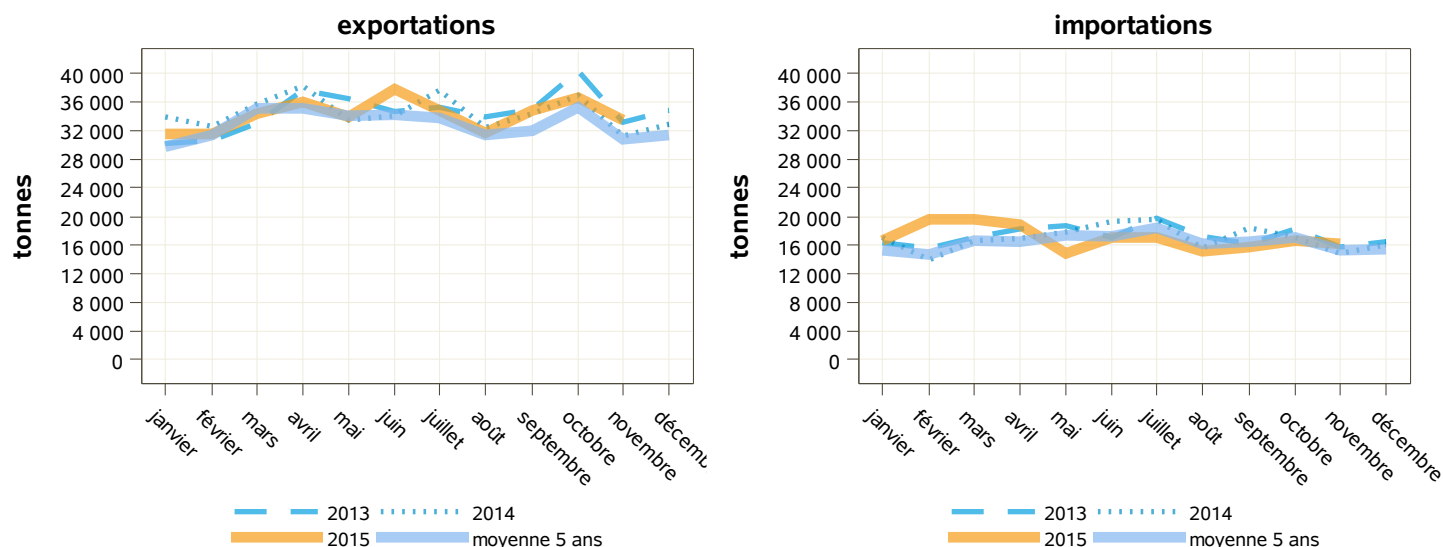 exportations
tonnes
40 000
36 000
32 000
28 000
24 000
20 000
16 000
12 000
8 000
4 000
0
janvier
février
mars
avril
mai
juin
juillet
août
septembre
octobre
novembre
décemb
2013
2014
2015
moyenne 5 ans
importations
tonnes
40 000
36 000
32 000
28 000
24 000
20 000
16 000
12 000
8 000
4 000
0
janvier
février
mars
avril
mai
juin
juillet
août
septembre
octobre
novembre
décembre
2013
2014
2015
moyenne 5 ans